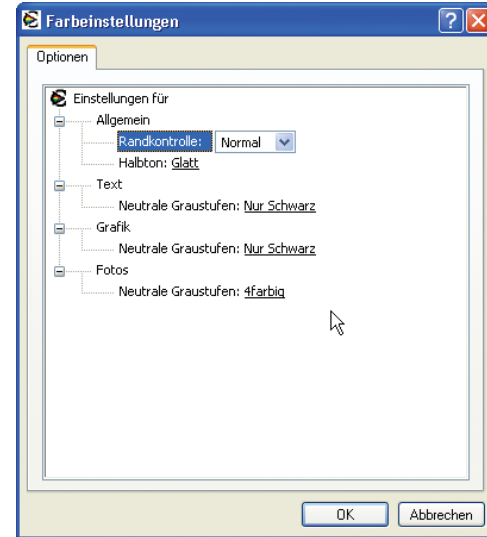 Farbeinstellungen
Optionen
Einstellungen für
Allgemein
Randkontrolle: Normal
Halbton: Glatt
Text
Neutrale Graustufen: Nur Schwarz
Grafik
Neutrale Graustufen: Nur Schwarz
Fotos
Neutrale Graustufen: 4farbig
OK Abbrechen